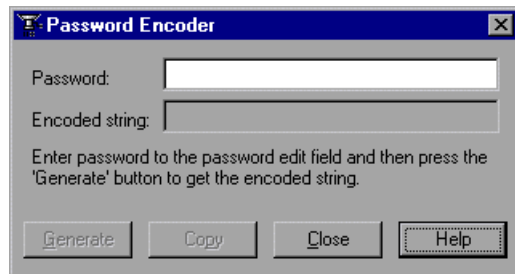 Password Encoder
Password:
Encoded string:
Enter password to the password edit field and then press the
'Generate' button to get the encoded string.
Generate Copy Close Help